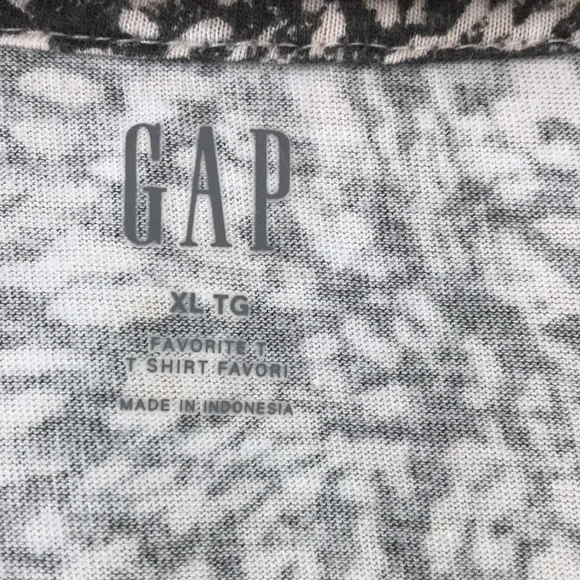 GAP
XL.TG
FAVORITE T
T SHIRT FAVORI
MADE IN INDONESIA